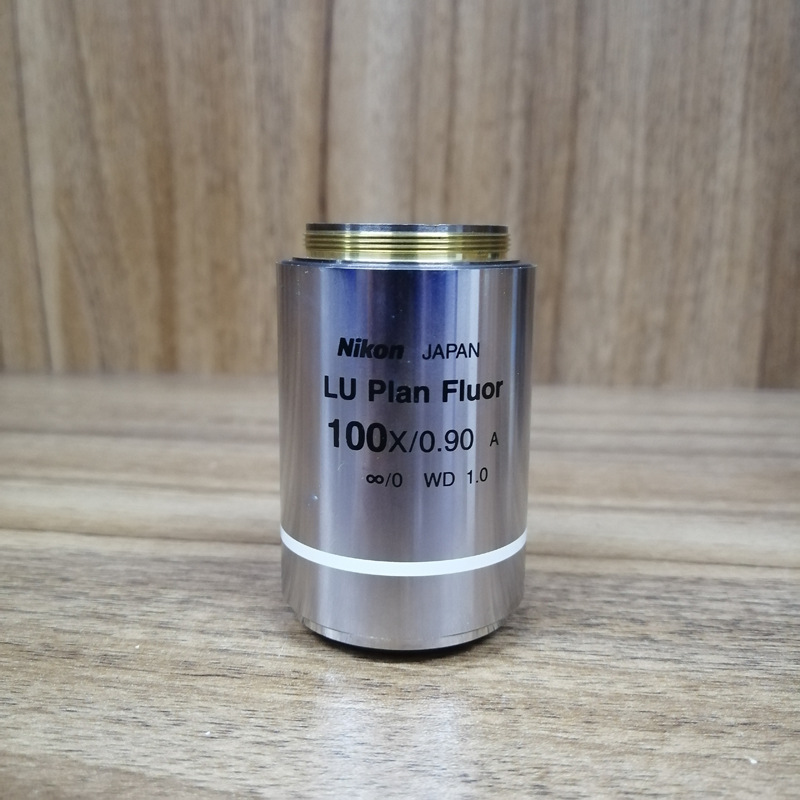 Nikon JAPAN
LU Plan Fluor
100X/0.90 A
∞/0 WD 1.0